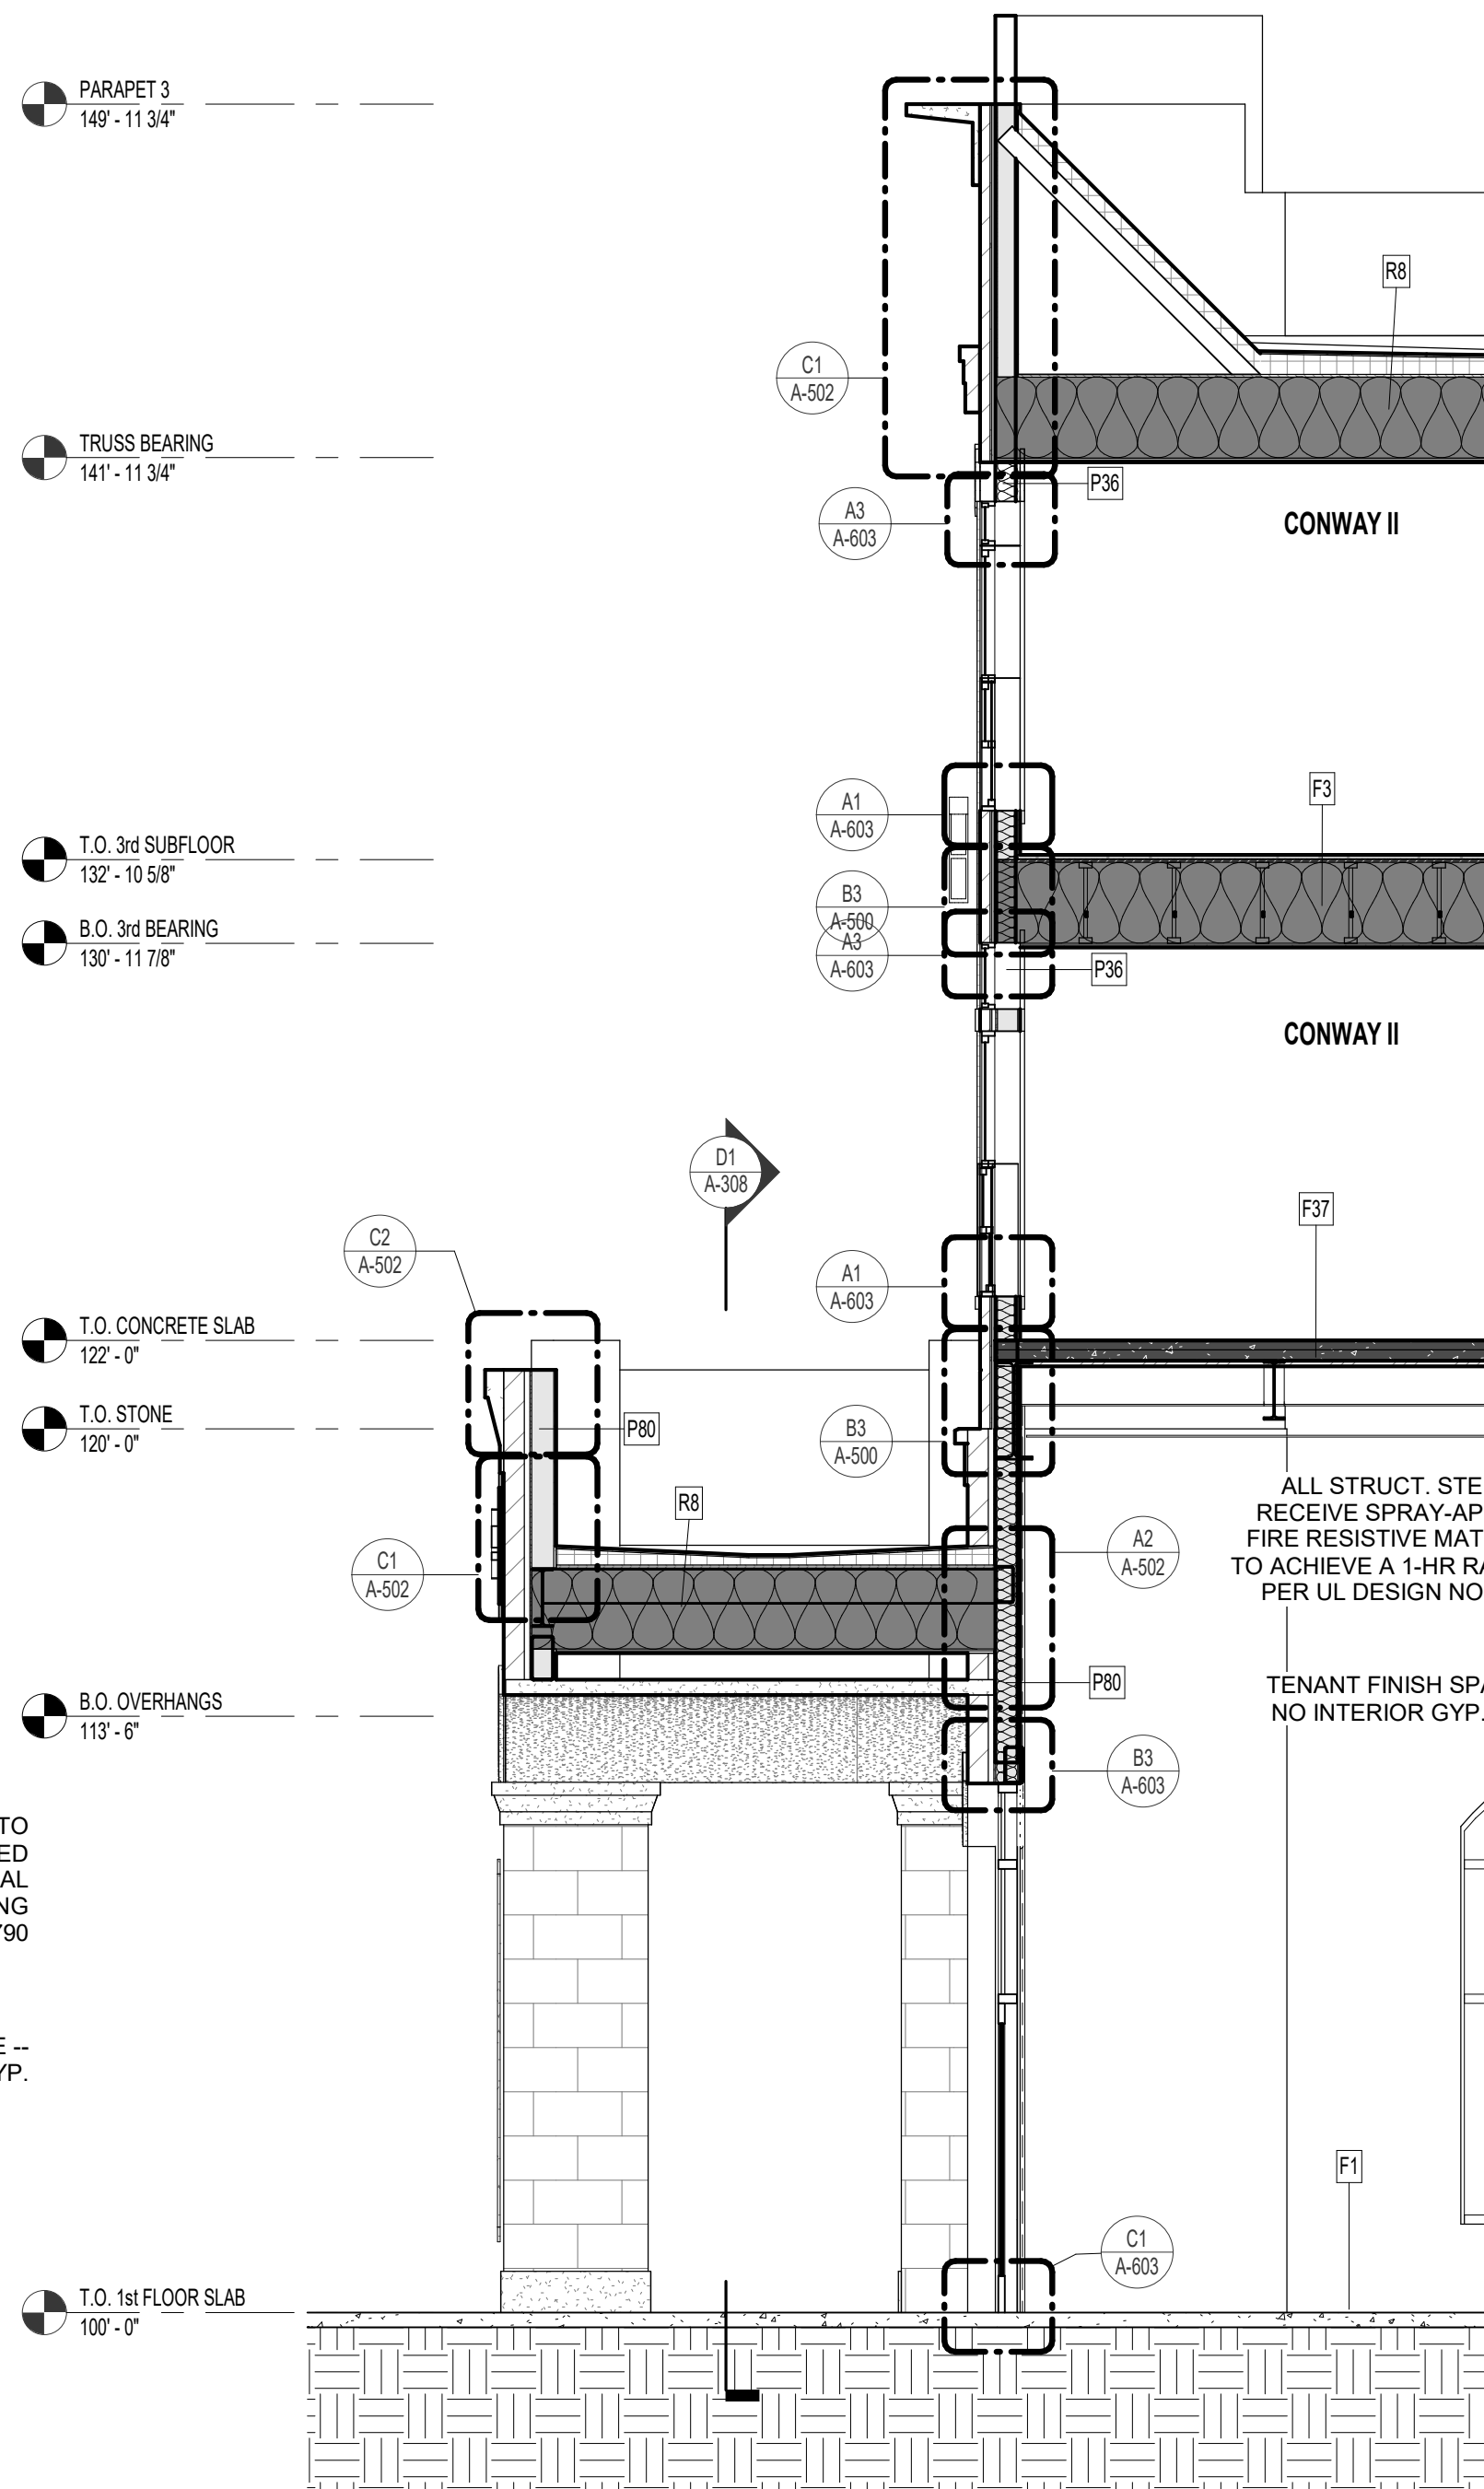 PARAPET 3
149' - 11 3/4"
R8
C1
A-502
TRUSS BEARING
141' - 11 3/4"
P36
A3
A-603
CONWAY II
A1
A-603
F3
T.O. 3rd SUBFLOOR
132' - 10 5/8"
B3
A-500
B.O. 3rd BEARING
130' - 11 7/8"
A3
A-603
P36
CONWAY II
D1
A-308
F37
C2
A-502
A1
A-603
T.O. CONCRETE SLAB
122' - 0"
T.O. STONE
120' - 0"
P80
B3
A-500
R8
ALL STRUCT. STE
RECEIVE SPRAY-AP
FIRE RESISTIVE MAT
TO ACHIEVE A 1-HR RA
PER UL DESIGN NO
A2
A-502
C1
A-502
P80
TENANT FINISH SPA
NO INTERIOR GYP.
B.O. OVERHANGS
113' - 6"
B3
A-603
TO
ED
AL
NG
790
E --
YP.
F1
C1
A-603
T.O. 1st FLOOR SLAB
100' - 0"